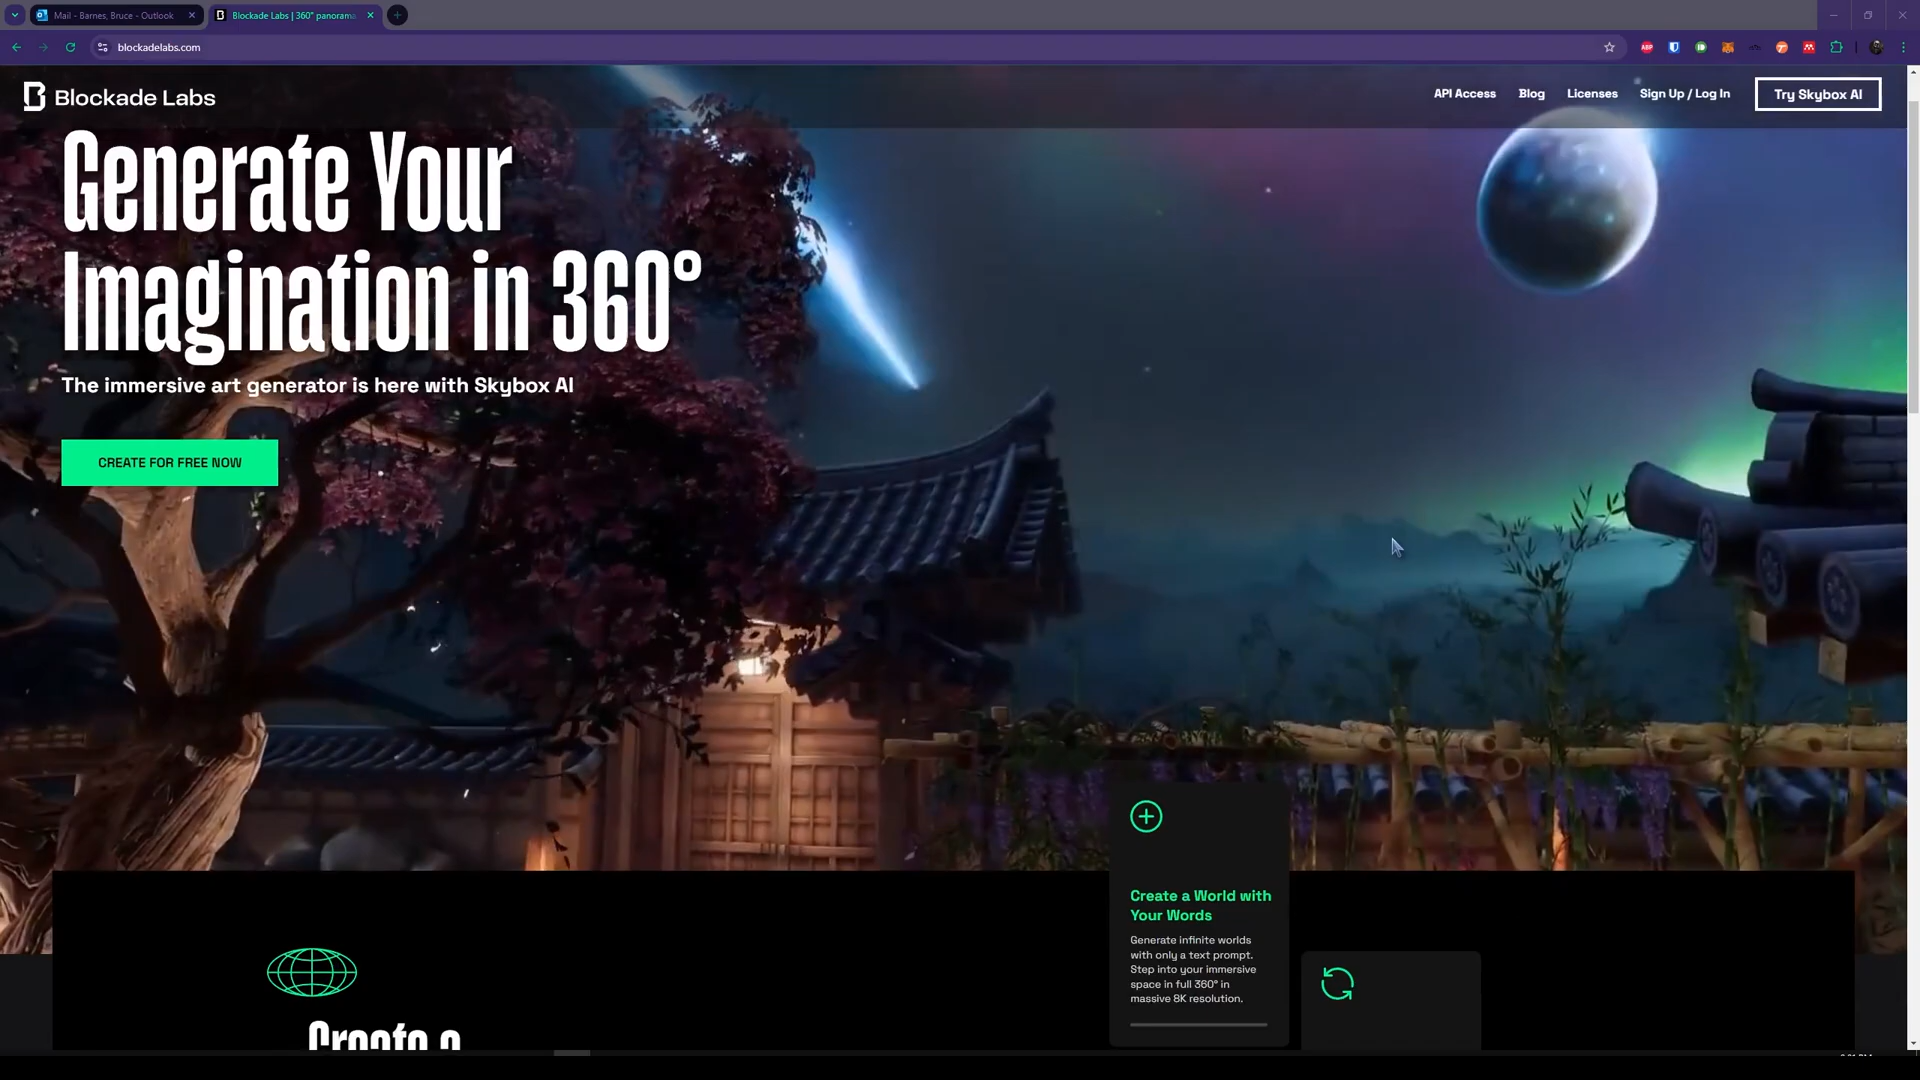 Mail - Barnes, Bruce - Outlook
Blockade Labs | 360° panorama
blockadelabs.com
ABP
Blockade Labs
API Access
Blog
Licenses
Sign Up / Log In
Try Skybox AI
Generate Your
Imagination in 360°
The immersive art generator is here with Skybox AI
CREATE FOR FREE NOW
Create a World with
Your Words
Generate infinite worlds
with only a text prompt.
Step into your immersive
space in full 360° in
massive 8K resolution.
Create a